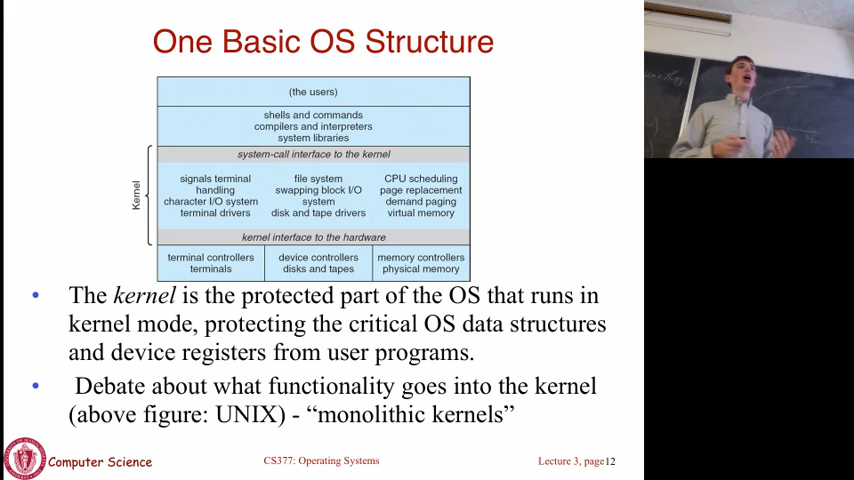 One Basic OS Structure
(the users)
shells and commands
compilers and interpreters
system libraries
system-call interface to the kernel
Kernel
signals terminal
handling
character I/O system
terminal drivers
file system
swapping block I/O
system
disk and tape drivers
CPU scheduling
page replacement
demand paging
virtual memory
kernel interface to the hardware
terminal controllers
terminals
device controllers
disks and tapes
memory controllers
physical memory
• The kernel is the protected part of the OS that runs in
kernel mode, protecting the critical OS data structures
and device registers from user programs.
• Debate about what functionality goes into the kernel
(above figure: UNIX) - “monolithic kernels”
Computer Science
CS377: Operating Systems
Lecture 3, page12